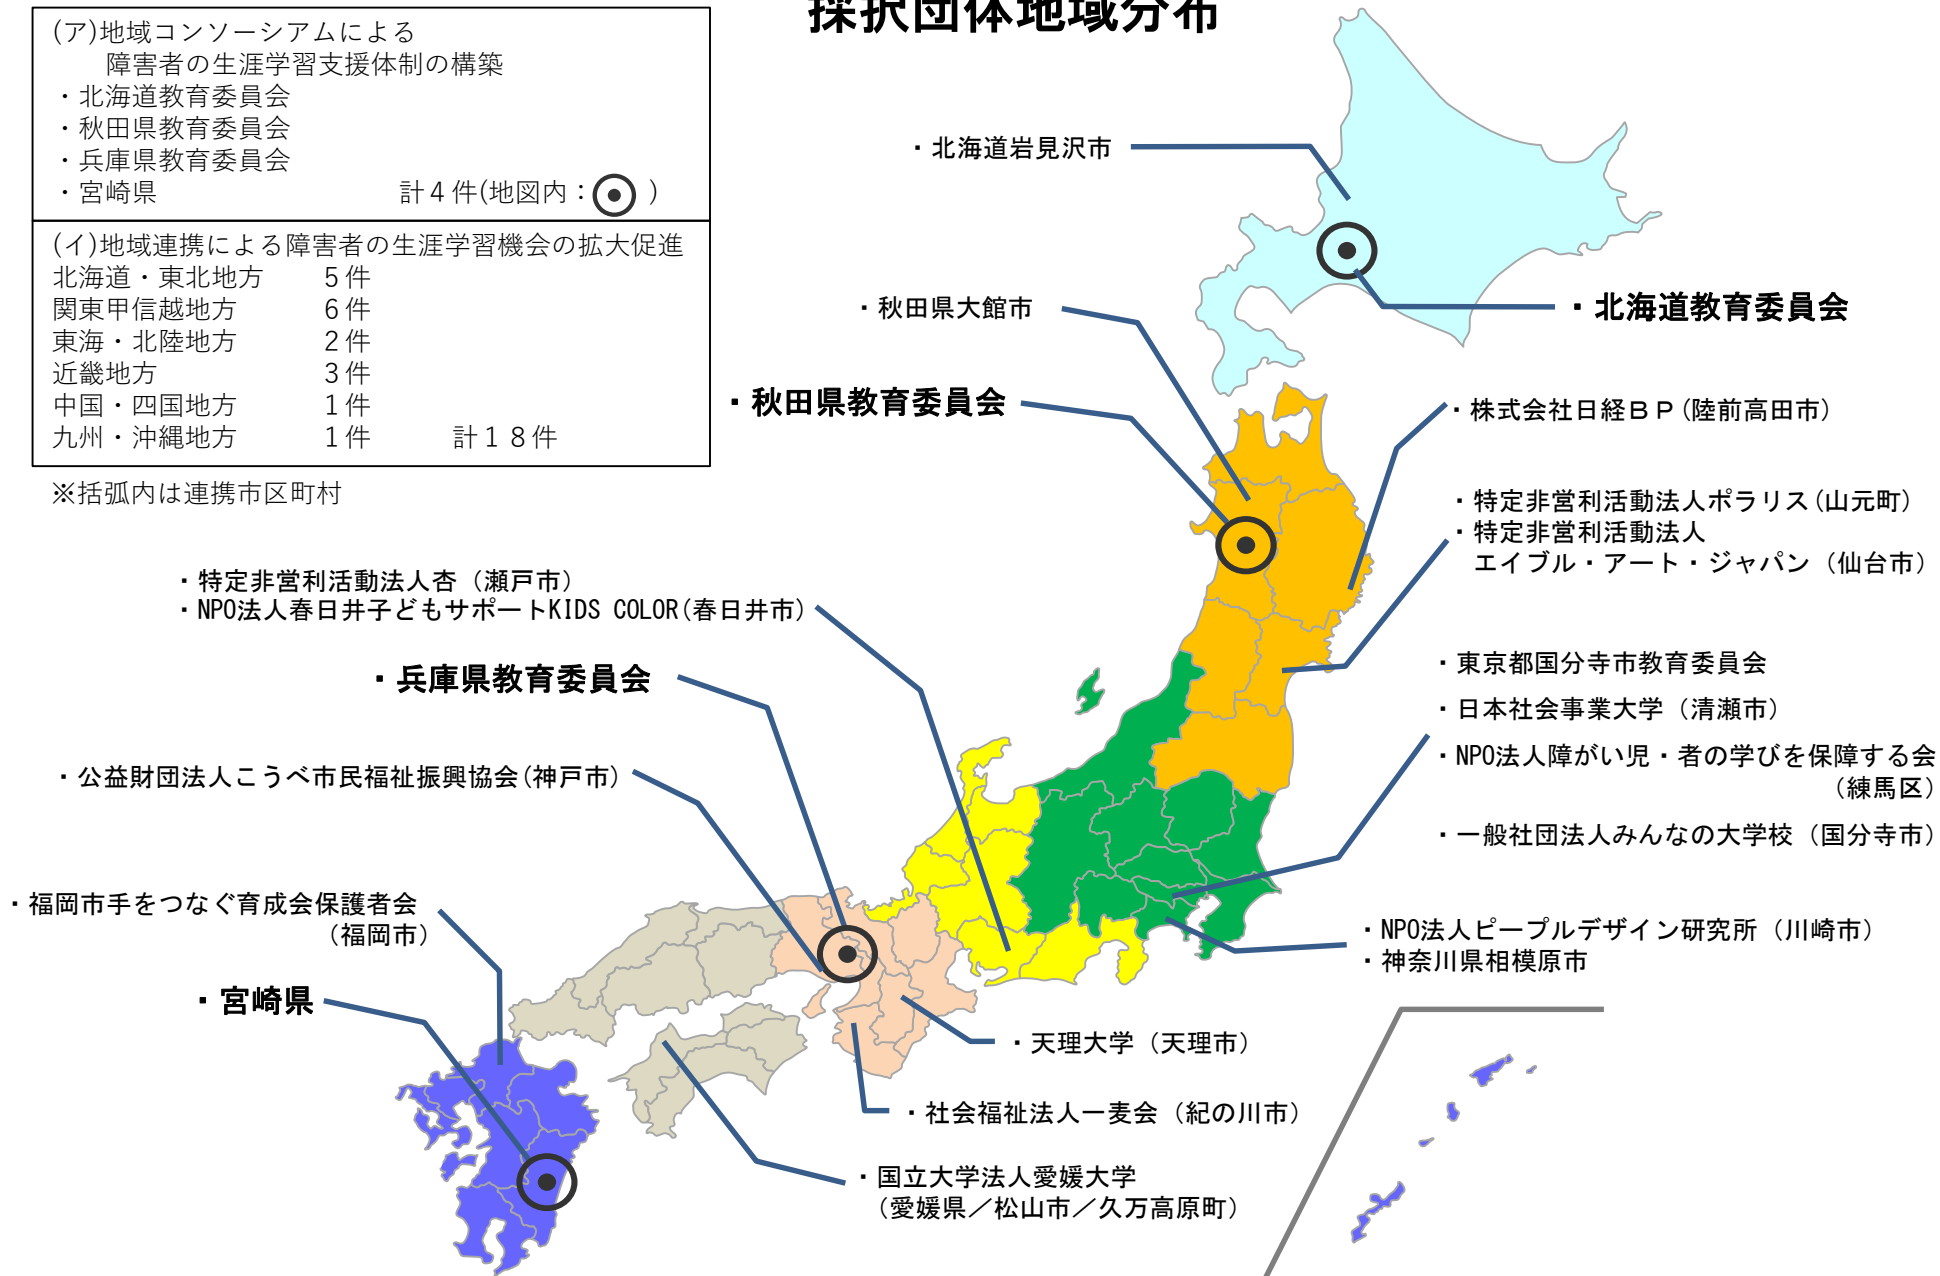 採択団体地域分布
(ア)地域コンソーシアムによる
障害者の生涯学習支援体制の構築
・北海道教育委員会
・秋田県教育委員会
・兵庫県教育委員会
・宮崎県 計4件(地図内： )
(イ)地域連携による障害者の生涯学習機会の拡大促進
北海道・東北地方 5件
関東甲信越地方 6件
東海・北陸地方 2件
近畿地方 3件
中国・四国地方 1件
九州・沖縄地方 1件 計１８件
※括弧内は連携市区町村
・北海道岩見沢市
・北海道教育委員会
・秋田県大館市
・秋田県教育委員会
・株式会社日経ＢＰ(陸前高田市)
・特定非営利活動法人ポラリス(山元町)
・特定非営利活動法人
エイブル・アート・ジャパン（仙台市）
・特定非営利活動法人杏（瀬戸市）
・NPO法人春日井子どもサポートKIDS COLOR(春日井市)
・兵庫県教育委員会
・公益財団法人こうべ市民福祉振興協会(神戸市)
・東京都国分寺市教育委員会
・日本社会事業大学（清瀬市）
・NPO法人障がい児・者の学びを保障する会
（練馬区）
・一般社団法人みんなの大学校（国分寺市）
・NPO法人ピープルデザイン研究所（川崎市）
・神奈川県相模原市
・福岡市手をつなぐ育成会保護者会
（福岡市）
・宮崎県
・天理大学（天理市）
・社会福祉法人一麦会（紀の川市）
・国立大学法人愛媛大学
（愛媛県／松山市／久万高原町）